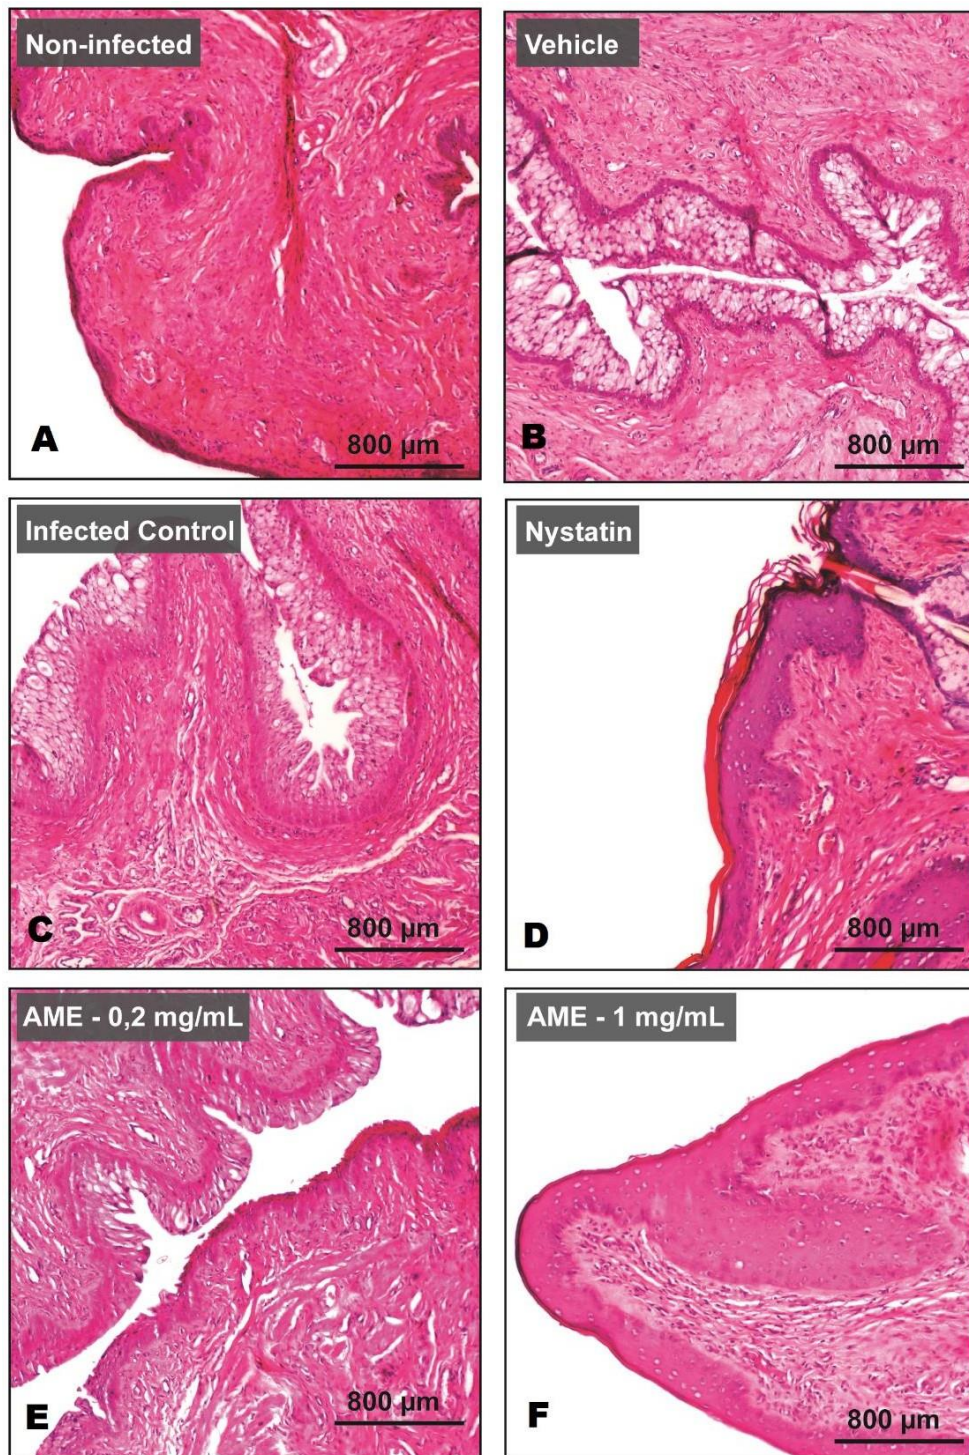 Non-infected
A
800 µm
Vehicle
B
800 µm
Infected Control
C
800 µm
Nystatin
D
800 µm
AME - 0,2 mg/mL
E
800 µm
AME - 1 mg/mL
F
800 µm